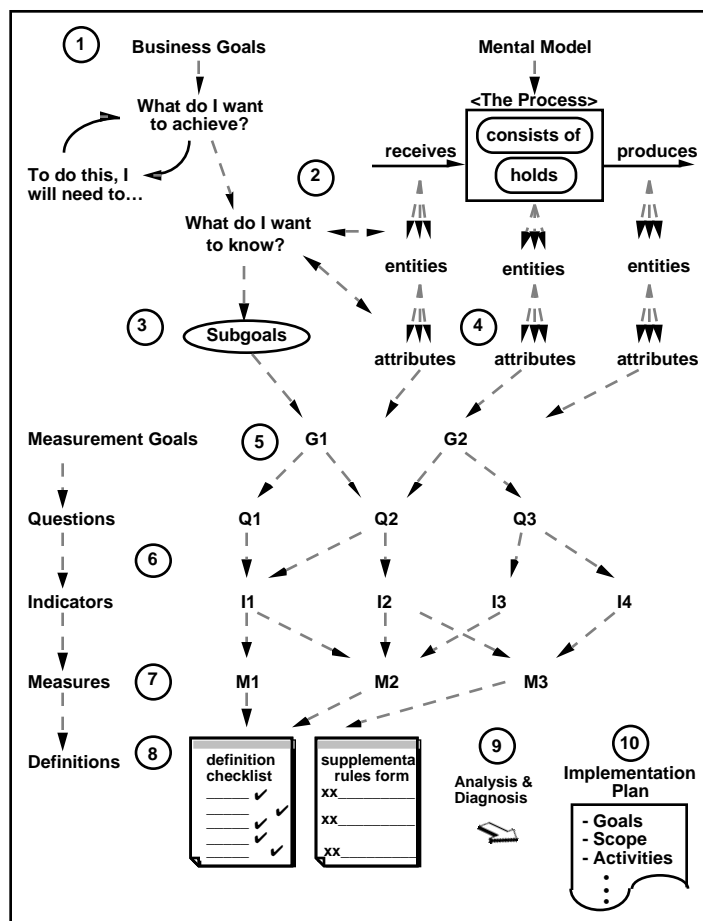 1
Business Goals
Mental Model
What do I want
to achieve?
<The Process>
consists of
holds
receives
produces
To do this, I
will need to…
2
What do I want
to know?
entities
entities
entities
3
Subgoals
4
attributes
attributes
attributes
Measurement Goals
5
G1
G2
Questions
Q1
Q2
Q3
6
Indicators
I1
I2
I3
I4
Measures
7
M1
M2
M3
Definitions
8
definition
checklist
supplementa
rules form
xx
xx
xx
9
Analysis &
Diagnosis
10
Implementation
Plan
- Goals
- Scope
- Activities